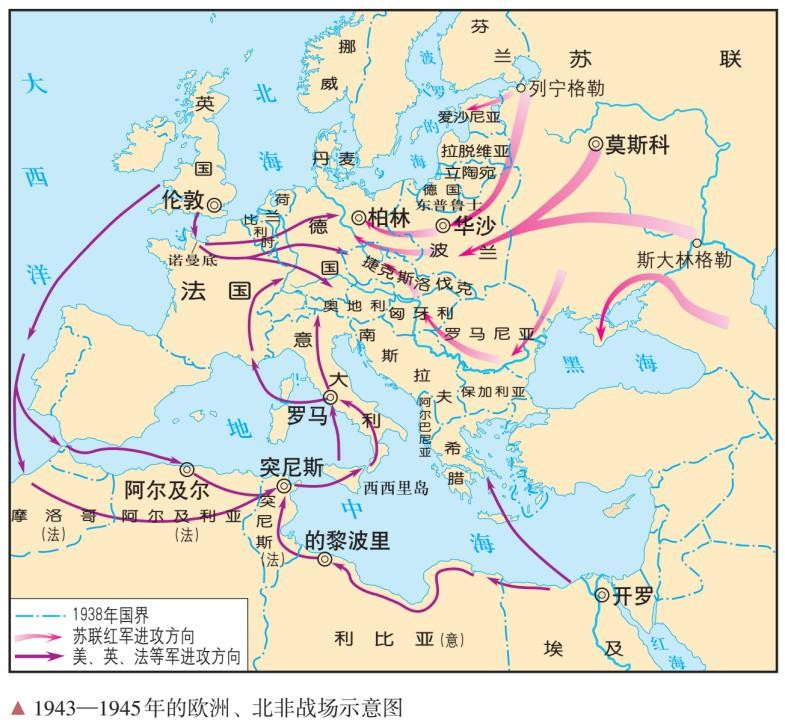 大西洋
北海
波罗的海
地中海
黑海
红海
挪威
芬兰
苏联
英国
伦敦
丹麦
爱沙尼亚
拉脱维亚
立陶宛
德国
东普鲁士
列宁格勒
莫斯科
斯大林格勒
荷兰
比利时
德国
柏林
华沙
波兰
诺曼底
法国
捷克斯洛伐克
奥地利
匈牙利
罗马尼亚
意大利
南斯拉夫
保加利亚
阿尔巴尼亚
希腊
罗马
西西里岛
突尼斯
阿尔及尔
摩洛哥
(法)
阿尔及利亚
(法)
突尼斯(法)
的黎波里
利比亚(意)
开罗
埃及
1938年国界
苏联红军进攻方向
美、英、法等军进攻方向
▲ 1943—1945年的欧洲、北非战场示意图